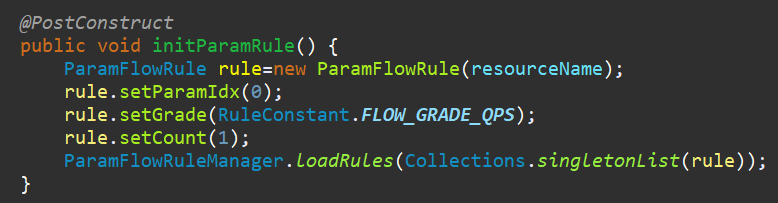 @PostConstruct
public void initParamRule() {
    ParamFlowRule rule=new ParamFlowRule(resourceName);
    rule.setParamIdx(0);
    rule.setGrade(RuleConstant.FLOW_GRADE_QPS);
    rule.setCount(1);
    ParamFlowRuleManager.loadRules(Collections.singletonList(rule));
}